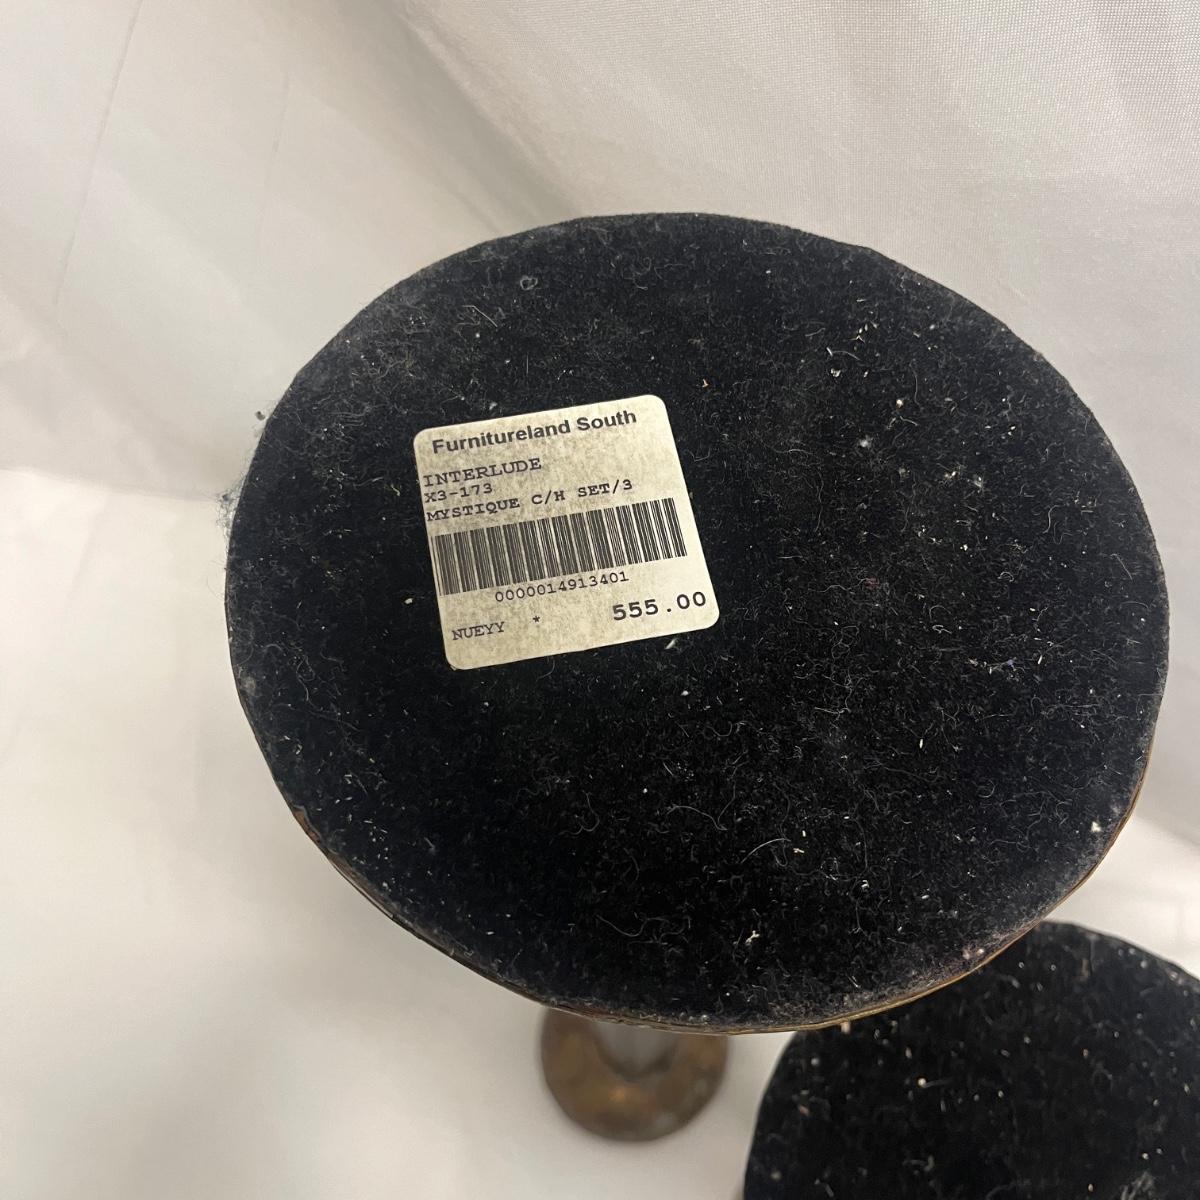 Furnitureland South
INTERLUDE
X3-173
MYSTIQUE C/H SET/3
0000014913401
NUEYY * 555.00